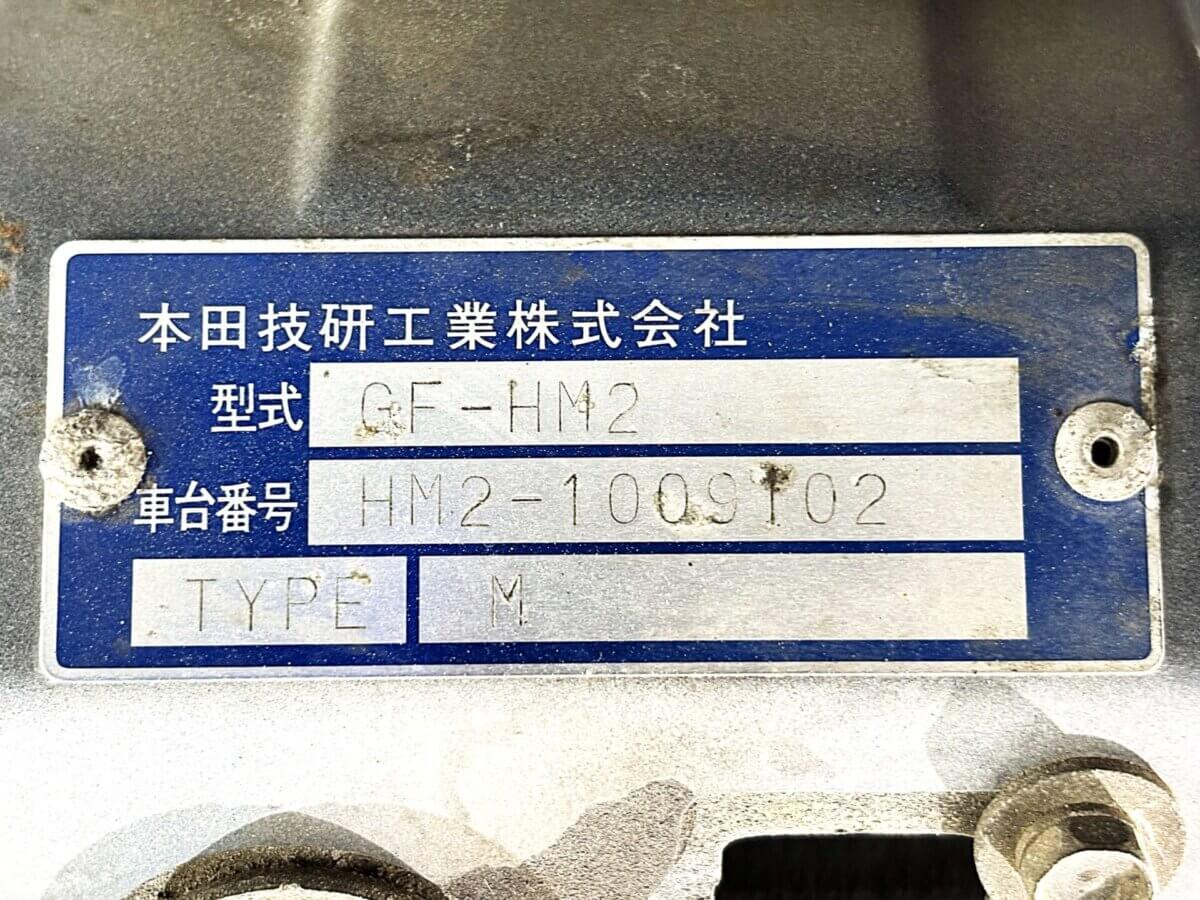 本田技研工業株式会社
型式 GF-HM2
車台番号 HM2-1009102
TYPE M